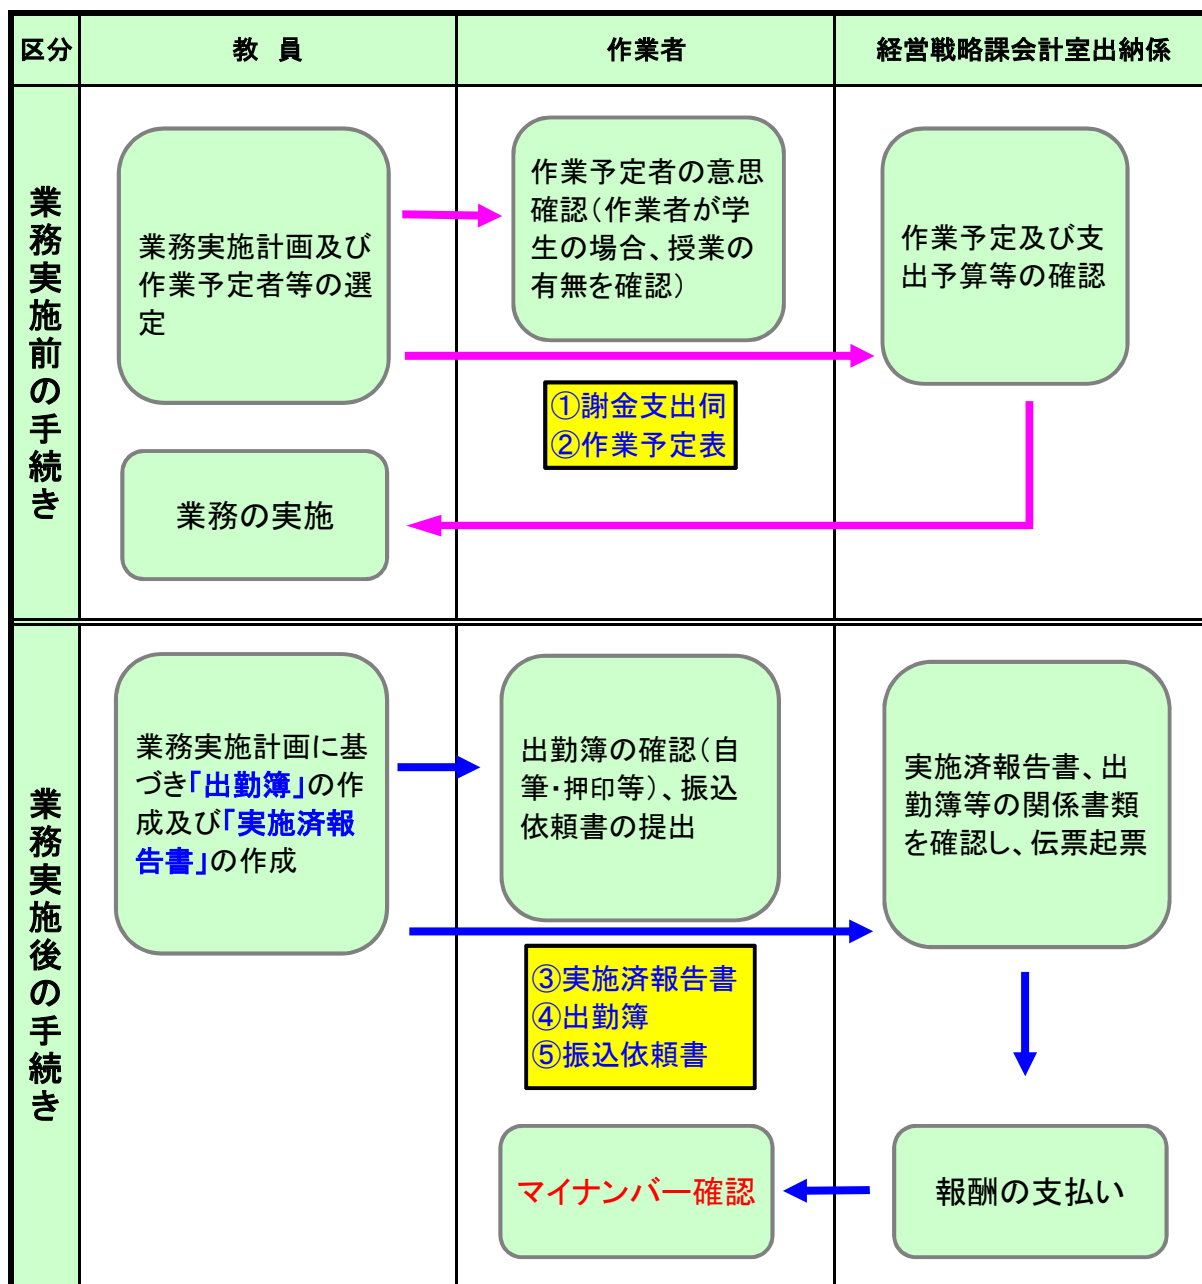 区分
教 員
作業者
経営戦略課会計室出納係
業務実施前の手続き
業務実施計画及び
作業予定者等の選
定
作業予定者の意思
確認（作業者が学
生の場合、授業の
有無を確認）
作業予定及び支
出予算等の確認
①謝金支出伺
②作業予定表
業務の実施
業務実施後の手続き
業務実施計画に基
づき「出勤簿」の作
成及び「実施済報
告書」の作成
出勤簿の確認（自
筆・押印等）、振込
依頼書の提出
実施済報告書、出
勤簿等の関係書類
を確認し、伝票起票
③実施済報告書
④出勤簿
⑤振込依頼書
マイナンバー確認
報酬の支払い